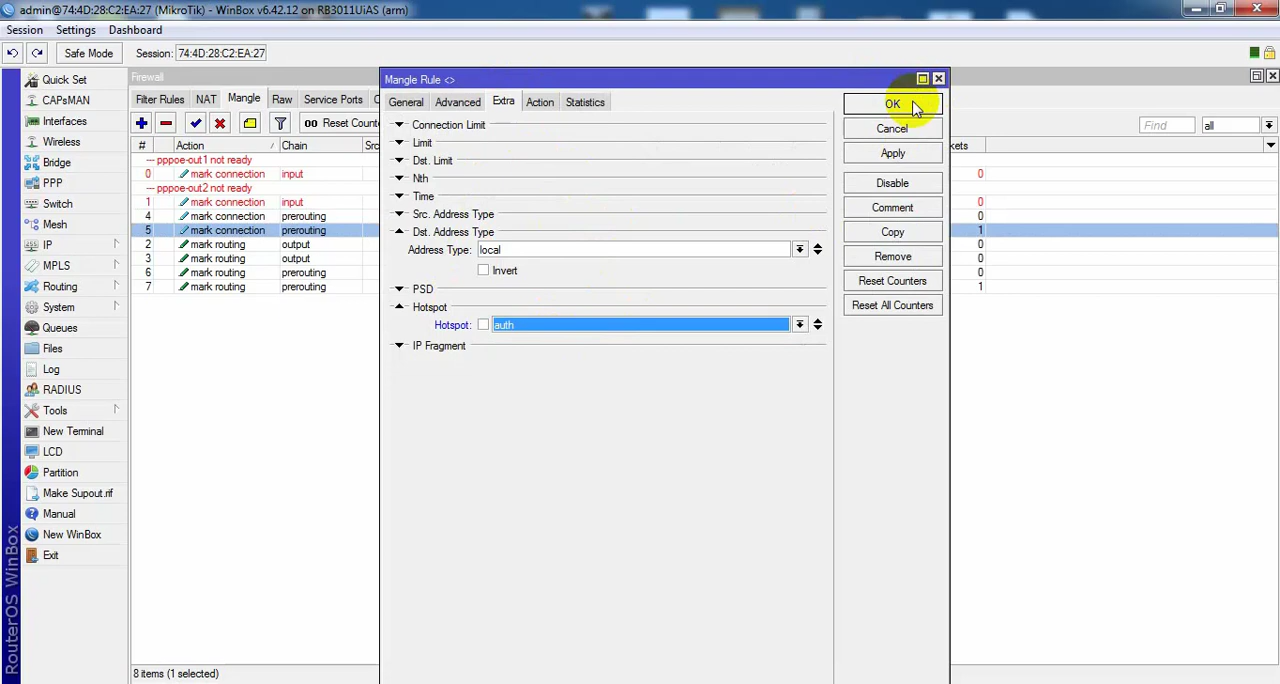 admin@74:4D:28:C2:EA:27 (MikroTik) - WinBox v6.42.12 on RB3011UiAS (arm)
Session Settings Dashboard
Safe Mode Session: 74:4D:28:C2:EA:27
Quick Set
CAPsMAN
Interfaces
Wireless
Bridge
PPP
Switch
Mesh
IP
MPLS
Routing
System
Queues
Files
Log
RADIUS
Tools
New Terminal
LCD
Partition
Make Supout.rif
Manual
New WinBox
Exit
RouterOS WinBox
Firewall
Filter Rules NAT Mangle Raw Service Ports C
00 Reset Counte
Find all
# Action Chain Src
--- pppoe-out1 not ready
0 mark connection input 0
--- pppoe-out2 not ready
1 mark connection input 0
4 mark connection prerouting 0
5 mark connection prerouting 1
2 mark routing output 0
3 mark routing output 0
6 mark routing prerouting 0
7 mark routing prerouting 1
8 items (1 selected)
kets
Mangle Rule <>
General Advanced Extra Action Statistics
Connection Limit
Limit
Dst. Limit
Nth
Time
Src. Address Type
Dst. Address Type
Address Type: local
Invert
PSD
Hotspot
Hotspot: auth
IP Fragment
OK
Cancel
Apply
Disable
Comment
Copy
Remove
Reset Counters
Reset All Counters